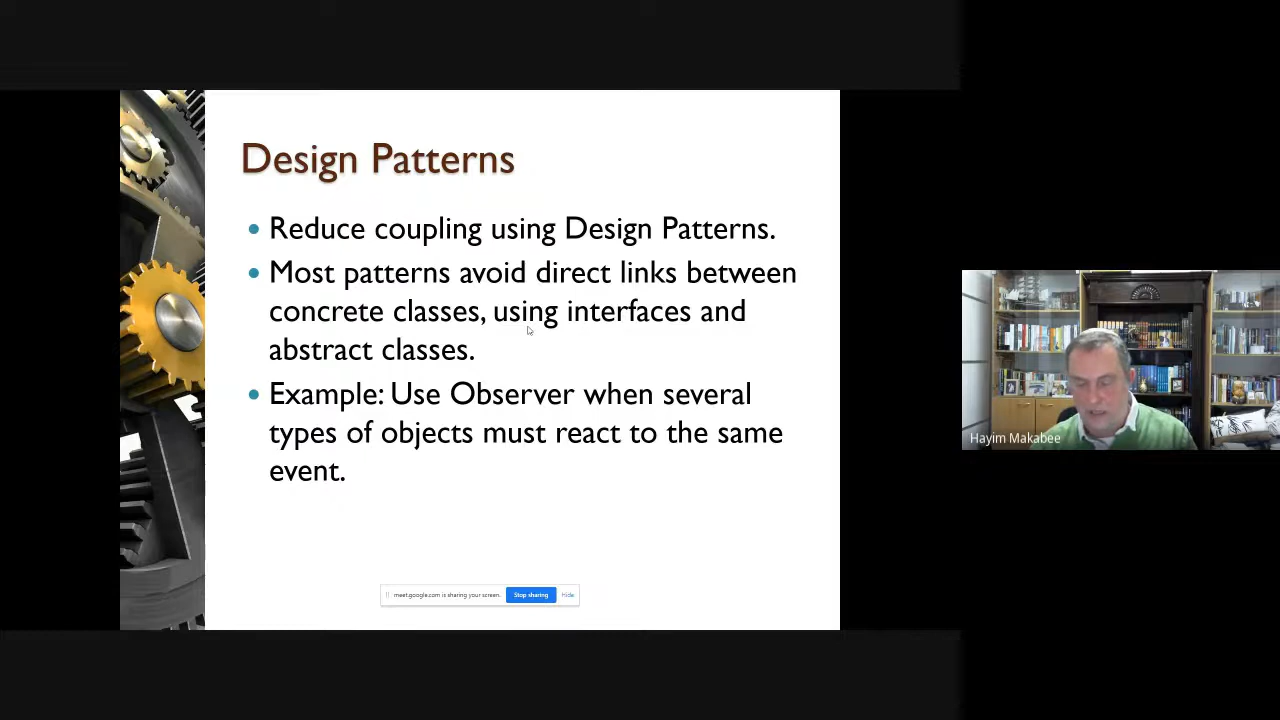 Design Patterns
• Reduce coupling using Design Patterns.
• Most patterns avoid direct links between
concrete classes, using interfaces and
abstract classes.
• Example: Use Observer when several
types of objects must react to the same
event.
meet.google.com is sharing your screen. Stop sharing Hide
Hayim Makabee